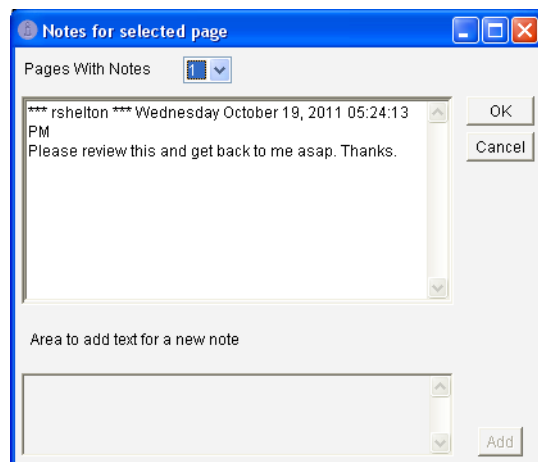 Notes for selected page
Pages With Notes 1
*** rshelton *** Wednesday October 19, 2011 05:24:13
PM
Please review this and get back to me asap. Thanks.
OK
Cancel
Area to add text for a new note
Add